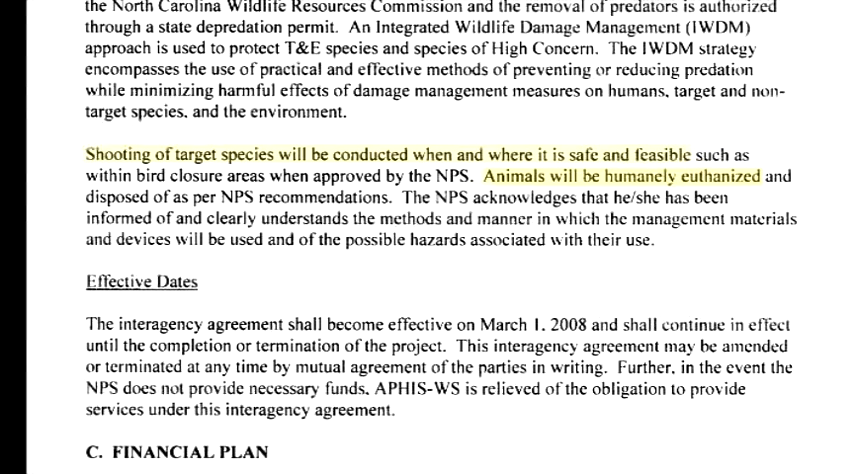 the North Carolina Wildlife Resources Commission and the removal of predators is authorized
through a state depredation permit. An Integrated Wildlife Damage Management (IWDM)
approach is used to protect T&E species and species of High Concern. The IWDM strategy
encompasses the use of practical and effective methods of preventing or reducing predation
while minimizing harmful effects of damage management measures on humans, target and non-
target species, and the environment.
Shooting of target species will be conducted when and where it is safe and feasible such as
within bird closure areas when approved by the NPS. Animals will be humanely euthanized and
disposed of as per NPS recommendations. The NPS acknowledges that he/she has been
informed of and clearly understands the methods and manner in which the management materials
and devices will be used and of the possible hazards associated with their use.
Effective Dates
The interagency agreement shall become effective on March 1, 2008 and shall continue in effect
until the completion or termination of the project. This interagency agreement may be amended
or terminated at any time by mutual agreement of the parties in writing. Further, in the event the
NPS does not provide necessary funds, APHIS-WS is relieved of the obligation to provide
services under this interagency agreement.
C. FINANCIAL PLAN